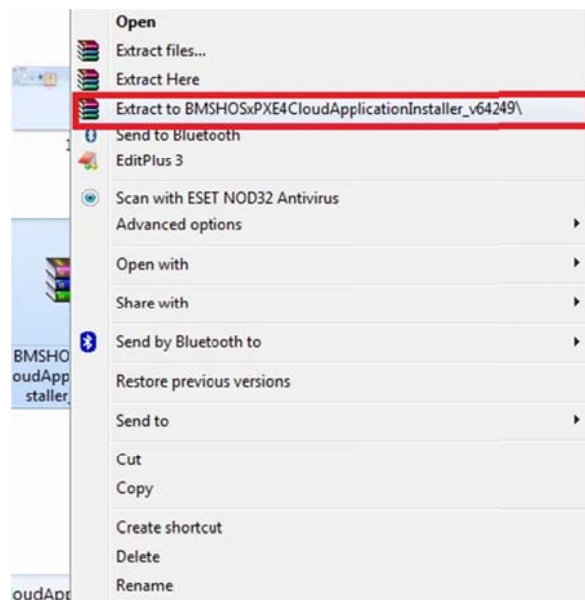 Open
Extract files...
Extract Here
Extract to BMSHOSxPXE4CloudApplicationInstaller_v64249\
Send to Bluetooth
EditPlus 3
Scan with ESET NOD32 Antivirus
Advanced options
Open with
Share with
BMSHO
Send by Bluetooth to
oudApp
Restore previous versions
staller_
Send to
Cut
Copy
Create shortcut
Delete
oudApp
Rename